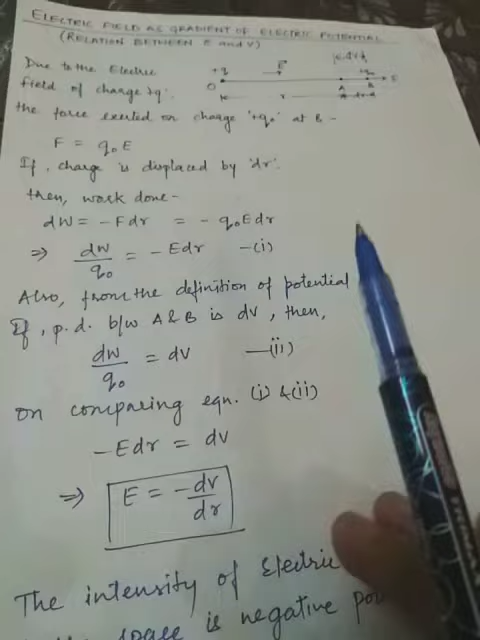 ELECTRIC FIELD AS GRADIENT OF ELECTRIC POTENTIAL
(RELATION BETWEEN E and V)
Due to the Electric
field of charge +q.
+q E
O r A B E
the force exerted on charge '+q₀' at B -
F = q₀E
If, charge is displaced by 'dr'.
then, work done-
dW = -Fdr = - q₀Edr
⇒ dW/q₀ = -Edr -(i)
Also, from the definition of potential
If, p.d. b/w A & B is dV, then,
dW/q₀ = dV -(ii)
On comparing eqn. (i) & (ii)
-Edr = dV
⇒ E = -dV/dr
The intensity of Electric
space is negative